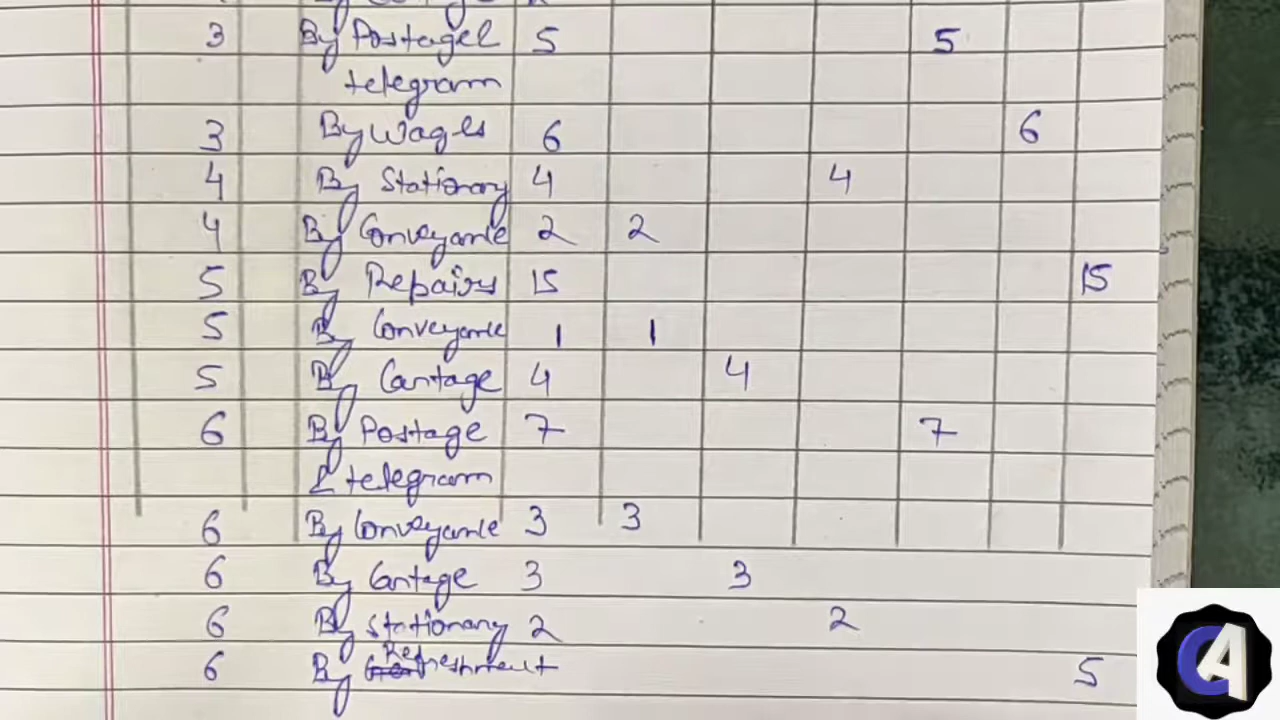 3 By Postage & 5 5
telegram
3 By Wages 6 6
4 By Stationary 4 4
4 By Conveyance 2 2
5 By Repairs 15 15
5 By Conveyance 1 1
5 By Cartage 4 4
6 By Postage 7 7
& telegram
6 By Conveyance 3 3
6 By Cartage 3 3
6 By Stationary 2 2
6 By Refreshment 5
CA